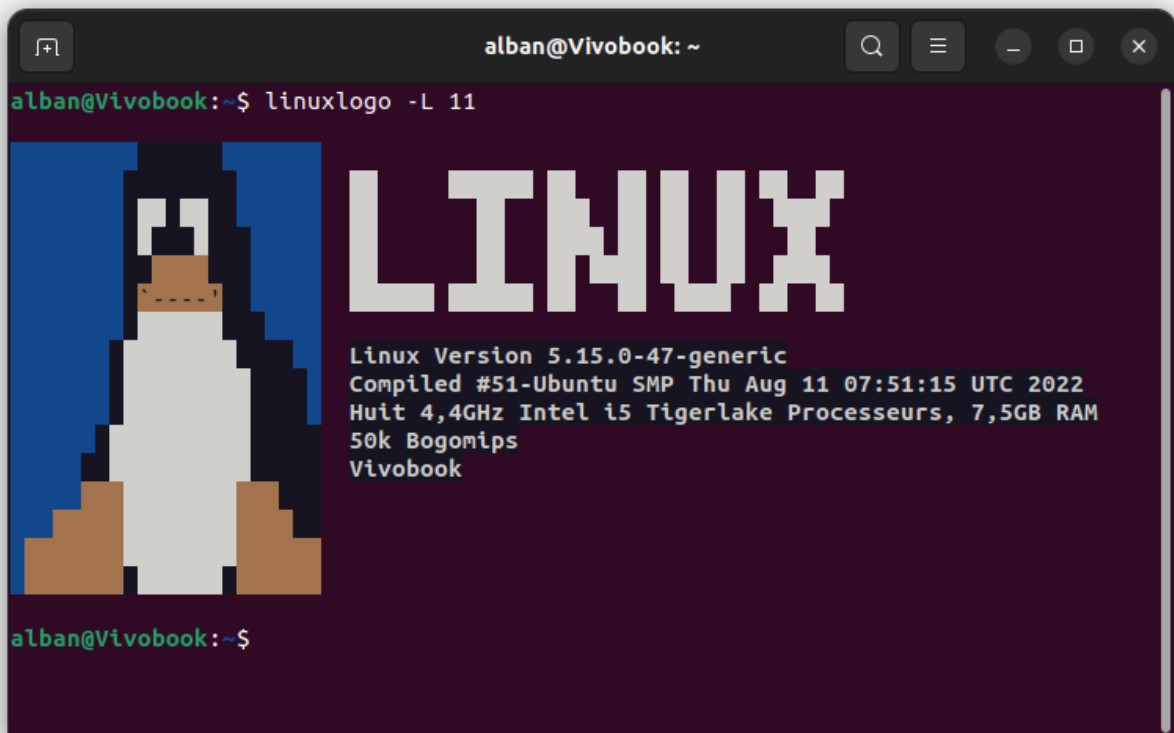 alban@Vivobook: ~
alban@Vivobook:~$ linuxlogo -L 11
LINUX
`----'
Linux Version 5.15.0-47-generic
Compiled #51-Ubuntu SMP Thu Aug 11 07:51:15 UTC 2022
Huit 4,4GHz Intel i5 Tigerlake Processeurs, 7,5GB RAM
50k Bogomips
Vivobook
alban@Vivobook:~$